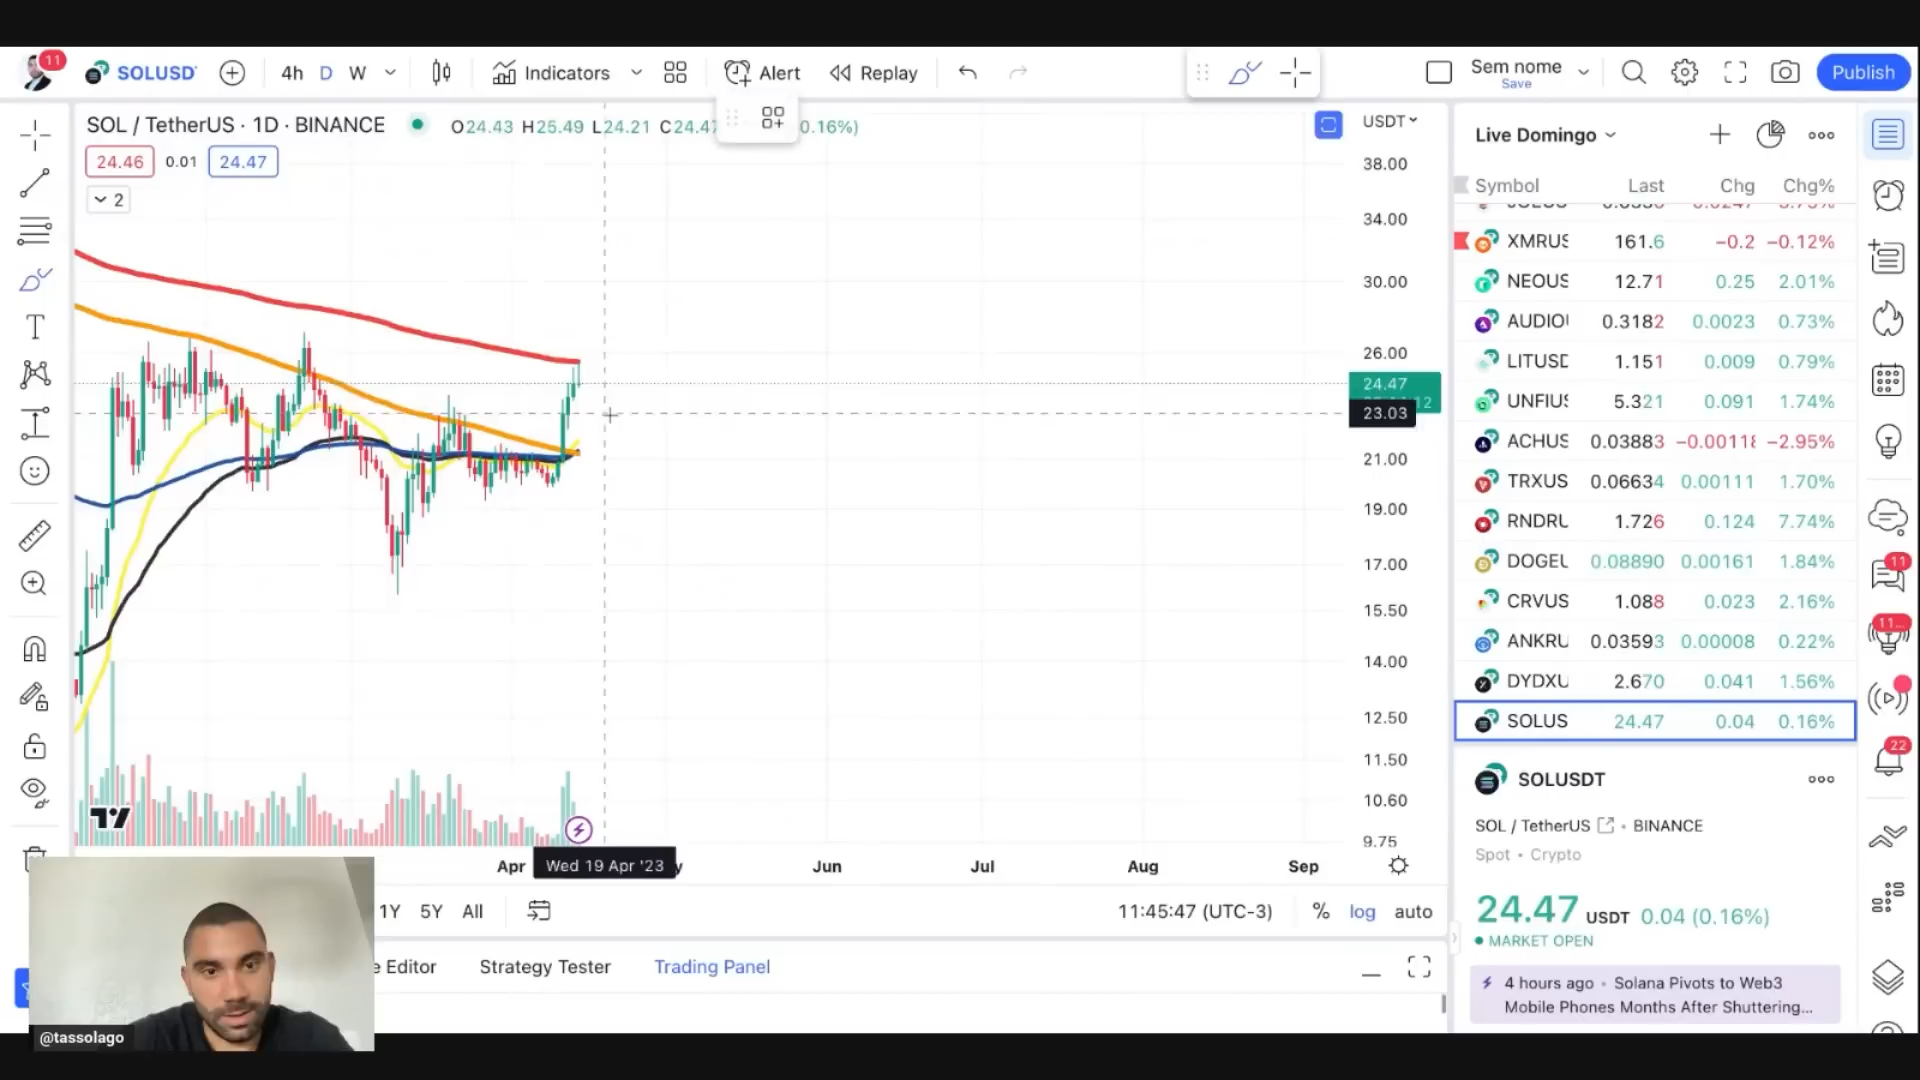 11
SOLUSD
4h D W
Indicators
Alert
Replay
Sem nome
Save
Publish
SOL / TetherUS · 1D · BINANCE
O24.43 H25.49 L24.21 C24.47
0.16%)
24.46 0.01 24.47
2
USDT
38.00
34.00
30.00
26.00
24.47
12
23.03
21.00
19.00
17.00
15.50
14.00
12.50
11.50
10.60
9.75
Apr
Wed 19 Apr '23
Jun
Jul
Aug
Sep
1Y 5Y All
11:45:47 (UTC-3)
% log auto
e Editor
Strategy Tester
Trading Panel
@tassolago
Live Domingo
Symbol Last Chg Chg%
XMRUS 161.6 −0.2 −0.12%
NEOUS 12.71 0.25 2.01%
AUDIO 0.3182 0.0023 0.73%
LITUSD 1.151 0.009 0.79%
UNFIUS 5.321 0.091 1.74%
ACHUS 0.03883 −0.00118 −2.95%
TRXUS 0.06634 0.00111 1.70%
RNDRU 1.726 0.124 7.74%
DOGEU 0.08890 0.00161 1.84%
CRVUS 1.088 0.023 2.16%
ANKRU 0.03593 0.00008 0.22%
DYDXU 2.670 0.041 1.56%
SOLUS 24.47 0.04 0.16%
SOLUSDT
SOL / TetherUS · BINANCE
Spot • Crypto
24.47 USDT 0.04 (0.16%)
MARKET OPEN
4 hours ago • Solana Pivots to Web3
Mobile Phones Months After Shuttering...
11
11...
22